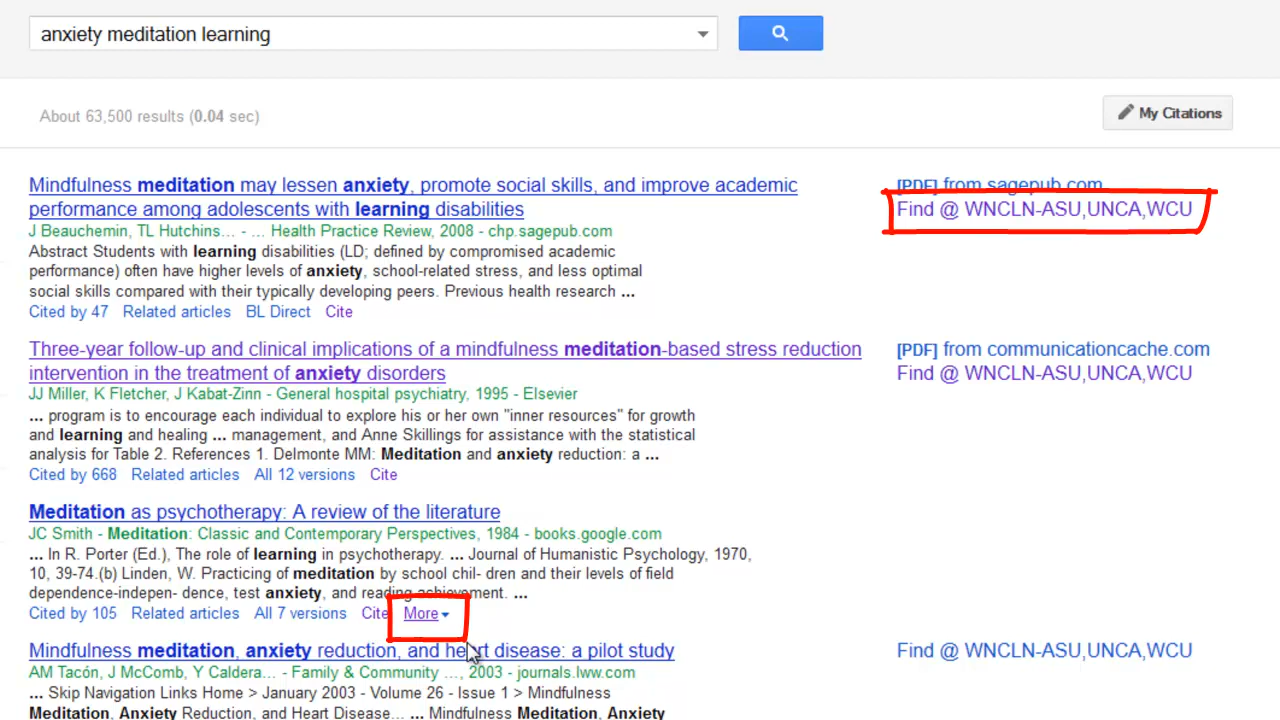 anxiety meditation learning
About 63,500 results (0.04 sec)
My Citations
Mindfulness meditation may lessen anxiety, promote social skills, and improve academic
performance among adolescents with learning disabilities
J Beauchemin, TL Hutchins... - ... Health Practice Review, 2008 - chp.sagepub.com
Abstract Students with learning disabilities (LD; defined by compromised academic
performance) often have higher levels of anxiety, school-related stress, and less optimal
social skills compared with their typically developing peers. Previous health research ...
Cited by 47 Related articles BL Direct Cite
[PDF] from sagepub.com
Find @ WNCLN-ASU,UNCA,WCU
Three-year follow-up and clinical implications of a mindfulness meditation-based stress reduction
intervention in the treatment of anxiety disorders
JJ Miller, K Fletcher, J Kabat-Zinn - General hospital psychiatry, 1995 - Elsevier
... program is to encourage each individual to explore his or her own "inner resources" for growth
and learning and healing ... management, and Anne Skillings for assistance with the statistical
analysis for Table 2. References 1. Delmonte MM: Meditation and anxiety reduction: a ...
Cited by 668 Related articles All 12 versions Cite
[PDF] from communicationcache.com
Find @ WNCLN-ASU,UNCA,WCU
Meditation as psychotherapy: A review of the literature
JC Smith - Meditation: Classic and Contemporary Perspectives, 1984 - books.google.com
... In R. Porter (Ed.), The role of learning in psychotherapy. ... Journal of Humanistic Psychology, 1970,
10, 39-74.(b) Linden, W. Practicing of meditation by school chil- dren and their levels of field
dependence-indepen- dence, test anxiety, and reading achievement. ...
Cited by 105 Related articles All 7 versions Cite More
Mindfulness meditation, anxiety reduction, and heart disease: a pilot study
AM Tacón, J McComb, Y Caldera... - Family & Community ..., 2003 - journals.lww.com
... Skip Navigation Links Home > January 2003 - Volume 26 - Issue 1 > Mindfulness
Meditation, Anxiety Reduction, and Heart Disease... ... Mindfulness Meditation, Anxiety
Find @ WNCLN-ASU,UNCA,WCU